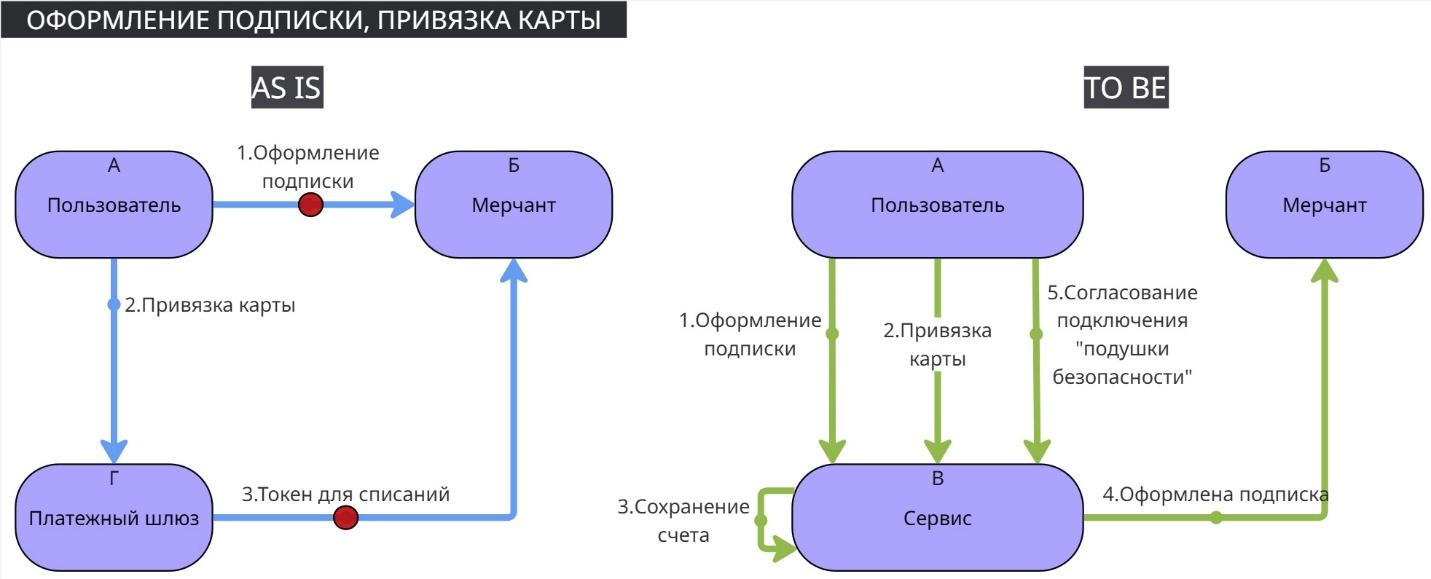 ОФОРМЛЕНИЕ ПОДПИСКИ, ПРИВЯЗКА КАРТЫ
AS IS
А
Пользователь
1.Оформление
подписки
Б
Мерчант
2.Привязка карты
Г
Платежный шлюз
3.Токен для списаний
TO BE
А
Пользователь
Б
Мерчант
1.Оформление
подписки
2.Привязка
карты
5.Согласование
подключения
"подушки
безопасности"
3.Сохранение
счета
В
Сервис
4.Оформлена подписка